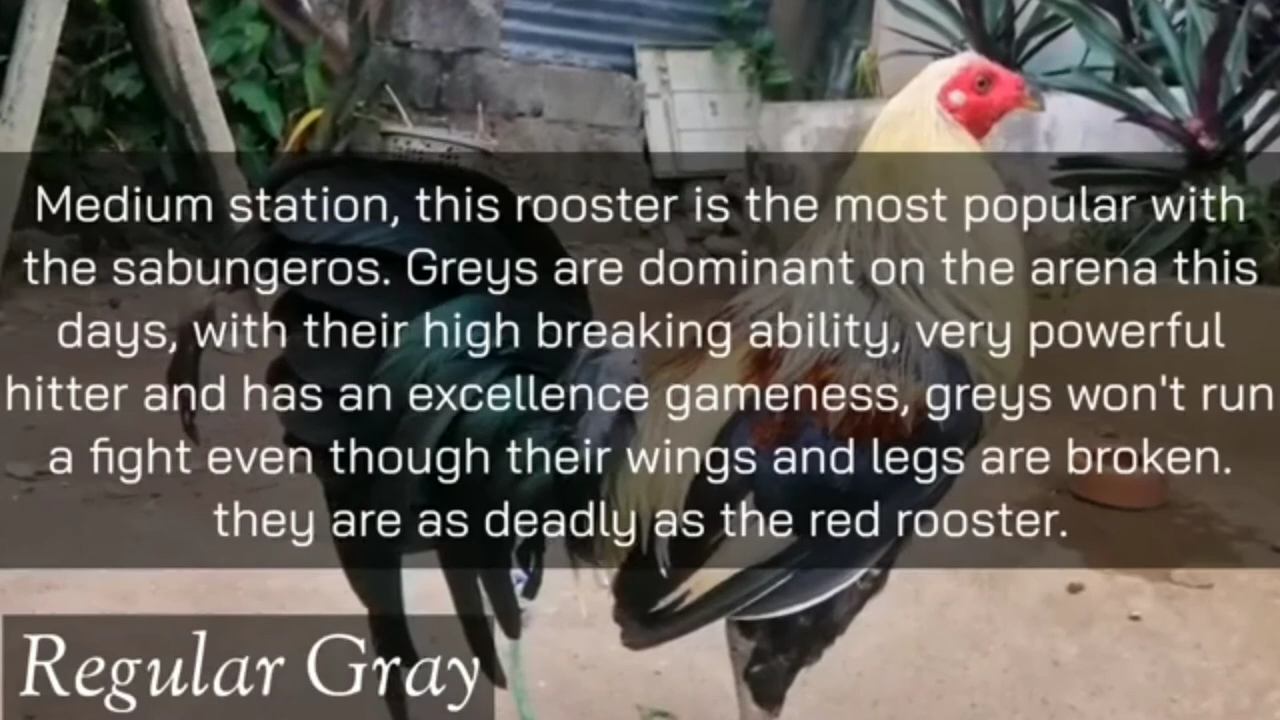 Medium station, this rooster is the most popular with
the sabungeros. Greys are dominant on the arena this
days, with their high breaking ability, very powerful
hitter and has an excellence gameness, greys won't run
a fight even though their wings and legs are broken.
they are as deadly as the red rooster.
Regular Gray